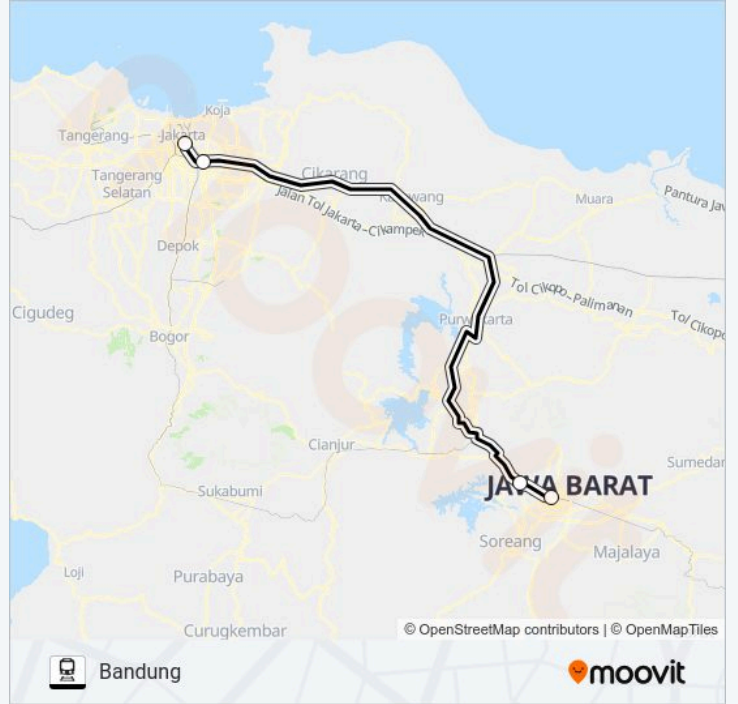 Koja
Tangerang
Jakarta
Tangerang
Selatan
Cikarang
Karawang
Jalan Tol Jakarta-Cikampek
Muara
Pantura Jav
Depok
Cigudeg
Tol Cikopo-Palimanan
Tol Cikopo
Purwakarta
Bogor
Cianjur
Sumedan
Sukabumi
JAWA BARAT
Soreang
Majalaya
Loji
Purabaya
Curugkembar
© OpenStreetMap contributors | © OpenMapTiles
Bandung
moovit